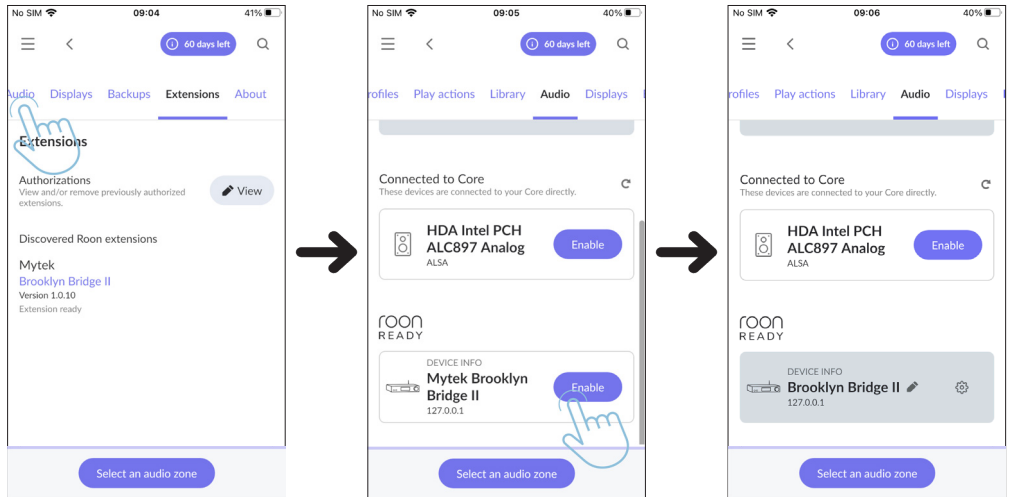 No SIM 09:04 41%
60 days left
Audio Displays Backups Extensions About
Extensions
Authorizations
View and/or remove previously authorized
extensions.
View
Discovered Roon extensions
Mytek
Brooklyn Bridge II
Version 1.0.10
Extension ready
Select an audio zone
No SIM 09:05 40%
60 days left
rofiles Play actions Library Audio Displays
Connected to Core
These devices are connected to your Core directly.
HDA Intel PCH
ALC897 Analog
ALSA
Enable
roon
READY
DEVICE INFO
Mytek Brooklyn
Bridge II
127.0.0.1
Enable
Select an audio zone
No SIM 09:06 40%
60 days left
rofiles Play actions Library Audio Displays
Connected to Core
These devices are connected to your Core directly.
HDA Intel PCH
ALC897 Analog
ALSA
Enable
roon
READY
DEVICE INFO
Brooklyn Bridge II
127.0.0.1
Select an audio zone